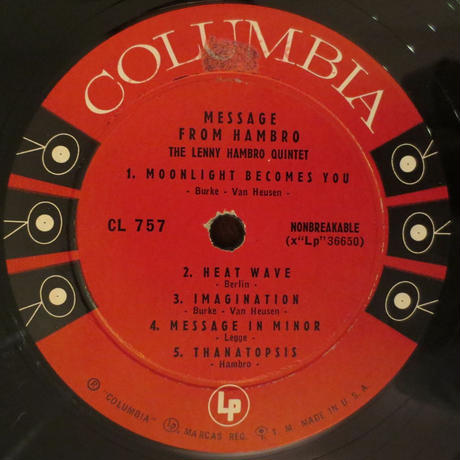 COLUMBIA
MESSAGE
FROM HAMBRO
THE LENNY HAMBRO QUINTET
1. MOONLIGHT BECOMES YOU
- Burke - Van Heusen -
CL 757
NONBREAKABLE
(x"Lp"36650)
2. HEAT WAVE
- Berlin -
3. IMAGINATION
- Burke - Van Heusen -
4. MESSAGE IN MINOR
- Legge -
5. THANATOPSIS
- Hambro -
Lp
"COLUMBIA" , MARCAS REG. T. M. MADE IN U.S.A.